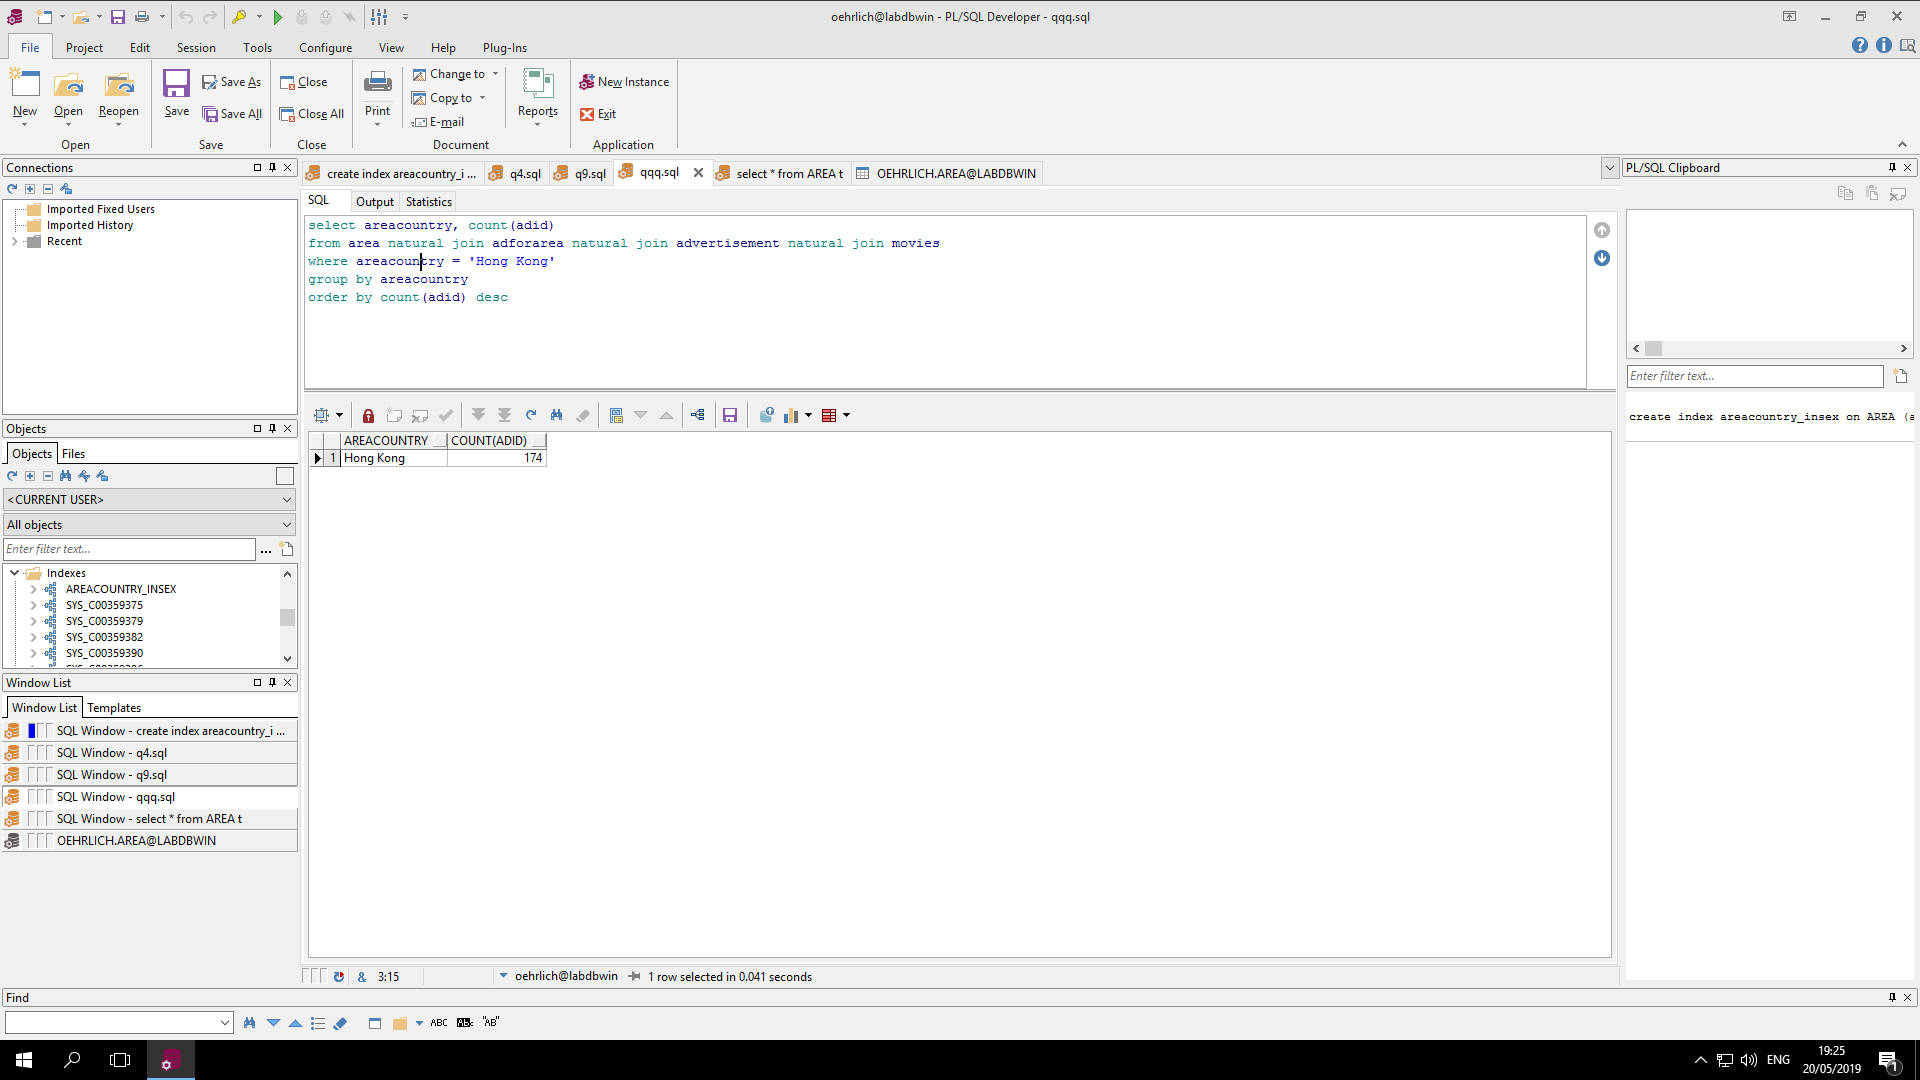 oehrlich@labdbwin - PL/SQL Developer - qqq.sql
File Project Edit Session Tools Configure View Help Plug-Ins
New Open Reopen
Save Save As Save All
Close Close All
Print Change to Copy to E-mail Reports
New Instance Exit
Open Save Close Document Application
Connections
Imported Fixed Users
Imported History
Recent
create index areacountry_i ... q4.sql q9.sql qqq.sql select * from AREA t OEHRLICH.AREA@LABDBWIN
SQL Output Statistics
select areacountry, count(adid)
from area natural join adforarea natural join advertisement natural join movies
where areacountry = 'Hong Kong'
group by areacountry
order by count(adid) desc
AREACOUNTRY COUNT(ADID)
1 Hong Kong 174
PL/SQL Clipboard
Enter filter text...
create index areacountry_insex on AREA (a
Objects
Objects Files
<CURRENT USER>
All objects
Enter filter text...
Indexes
AREACOUNTRY_INSEX
SYS_C00359375
SYS_C00359379
SYS_C00359382
SYS_C00359390
Window List
Window List Templates
SQL Window - create index areacountry_i ...
SQL Window - q4.sql
SQL Window - q9.sql
SQL Window - qqq.sql
SQL Window - select * from AREA t
OEHRLICH.AREA@LABDBWIN
& 3:15 oehrlich@labdbwin 1 row selected in 0.041 seconds
Find
ABC "AB"
ENG
19:25
20/05/2019
1